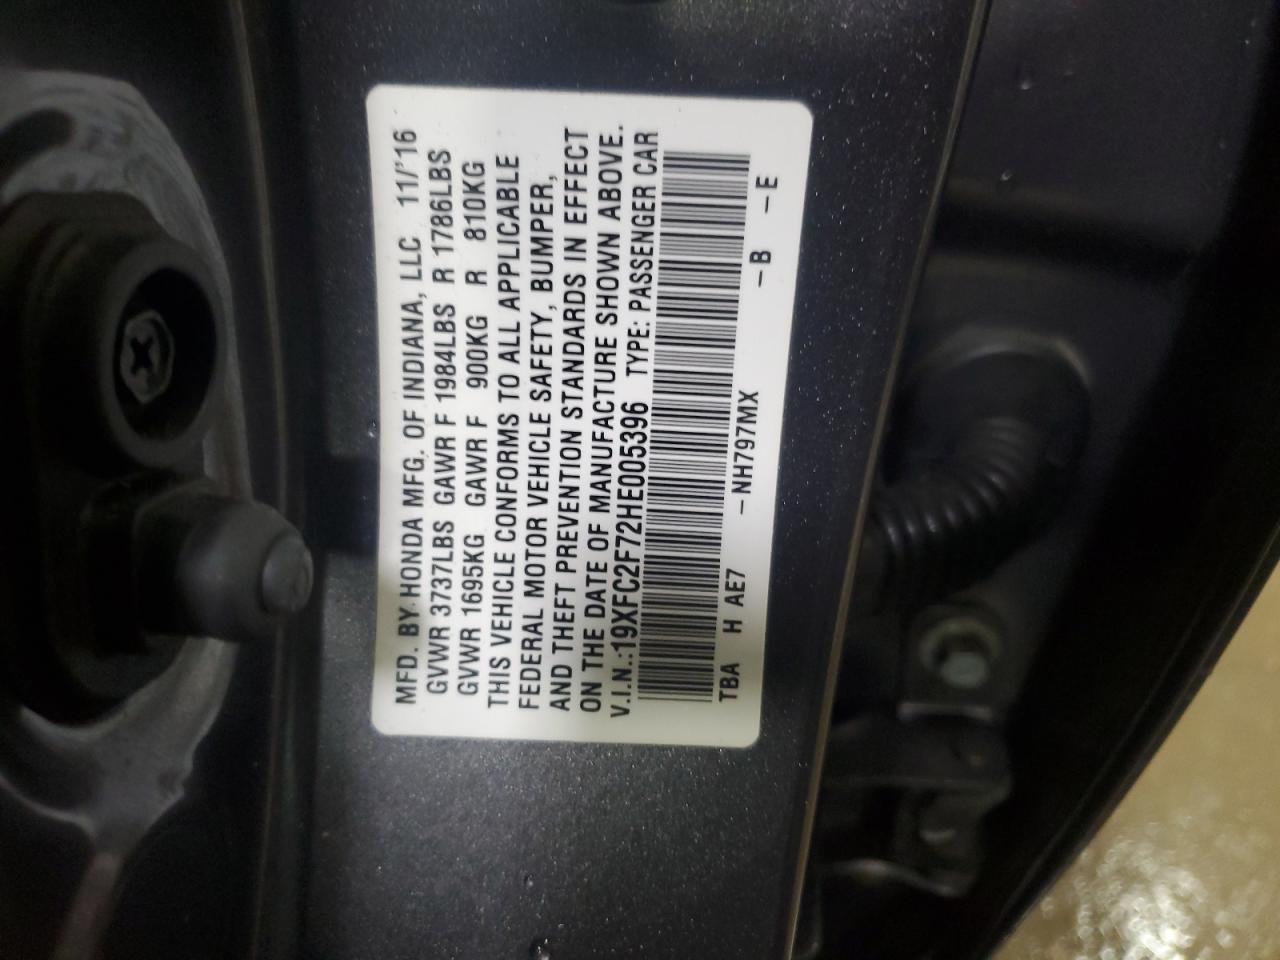 MFD. BY HONDA MFG. OF INDIANA, LLC 11/'16
GVWR 3737LBS GAWR F 1984LBS R 1786LBS
GVWR 1695KG GAWR F 900KG R 810KG
THIS VEHICLE CONFORMS TO ALL APPLICABLE
FEDERAL MOTOR VEHICLE SAFETY, BUMPER,
AND THEFT PREVENTION STANDARDS IN EFFECT
ON THE DATE OF MANUFACTURE SHOWN ABOVE.
V.I.N.:19XFC2F72HE005396 TYPE: PASSENGER CAR
TBA H AE7 -NH797MX -B -E